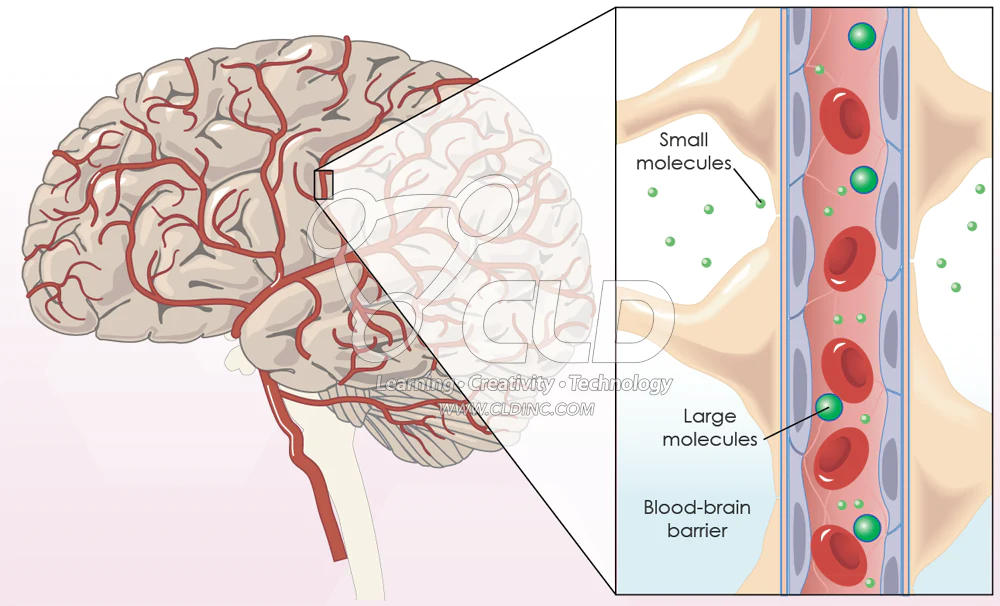 Small
molecules
CLD
Learning • Creativity • Technology
WWW.CLDINC.COM
Large
molecules
Blood-brain
barrier